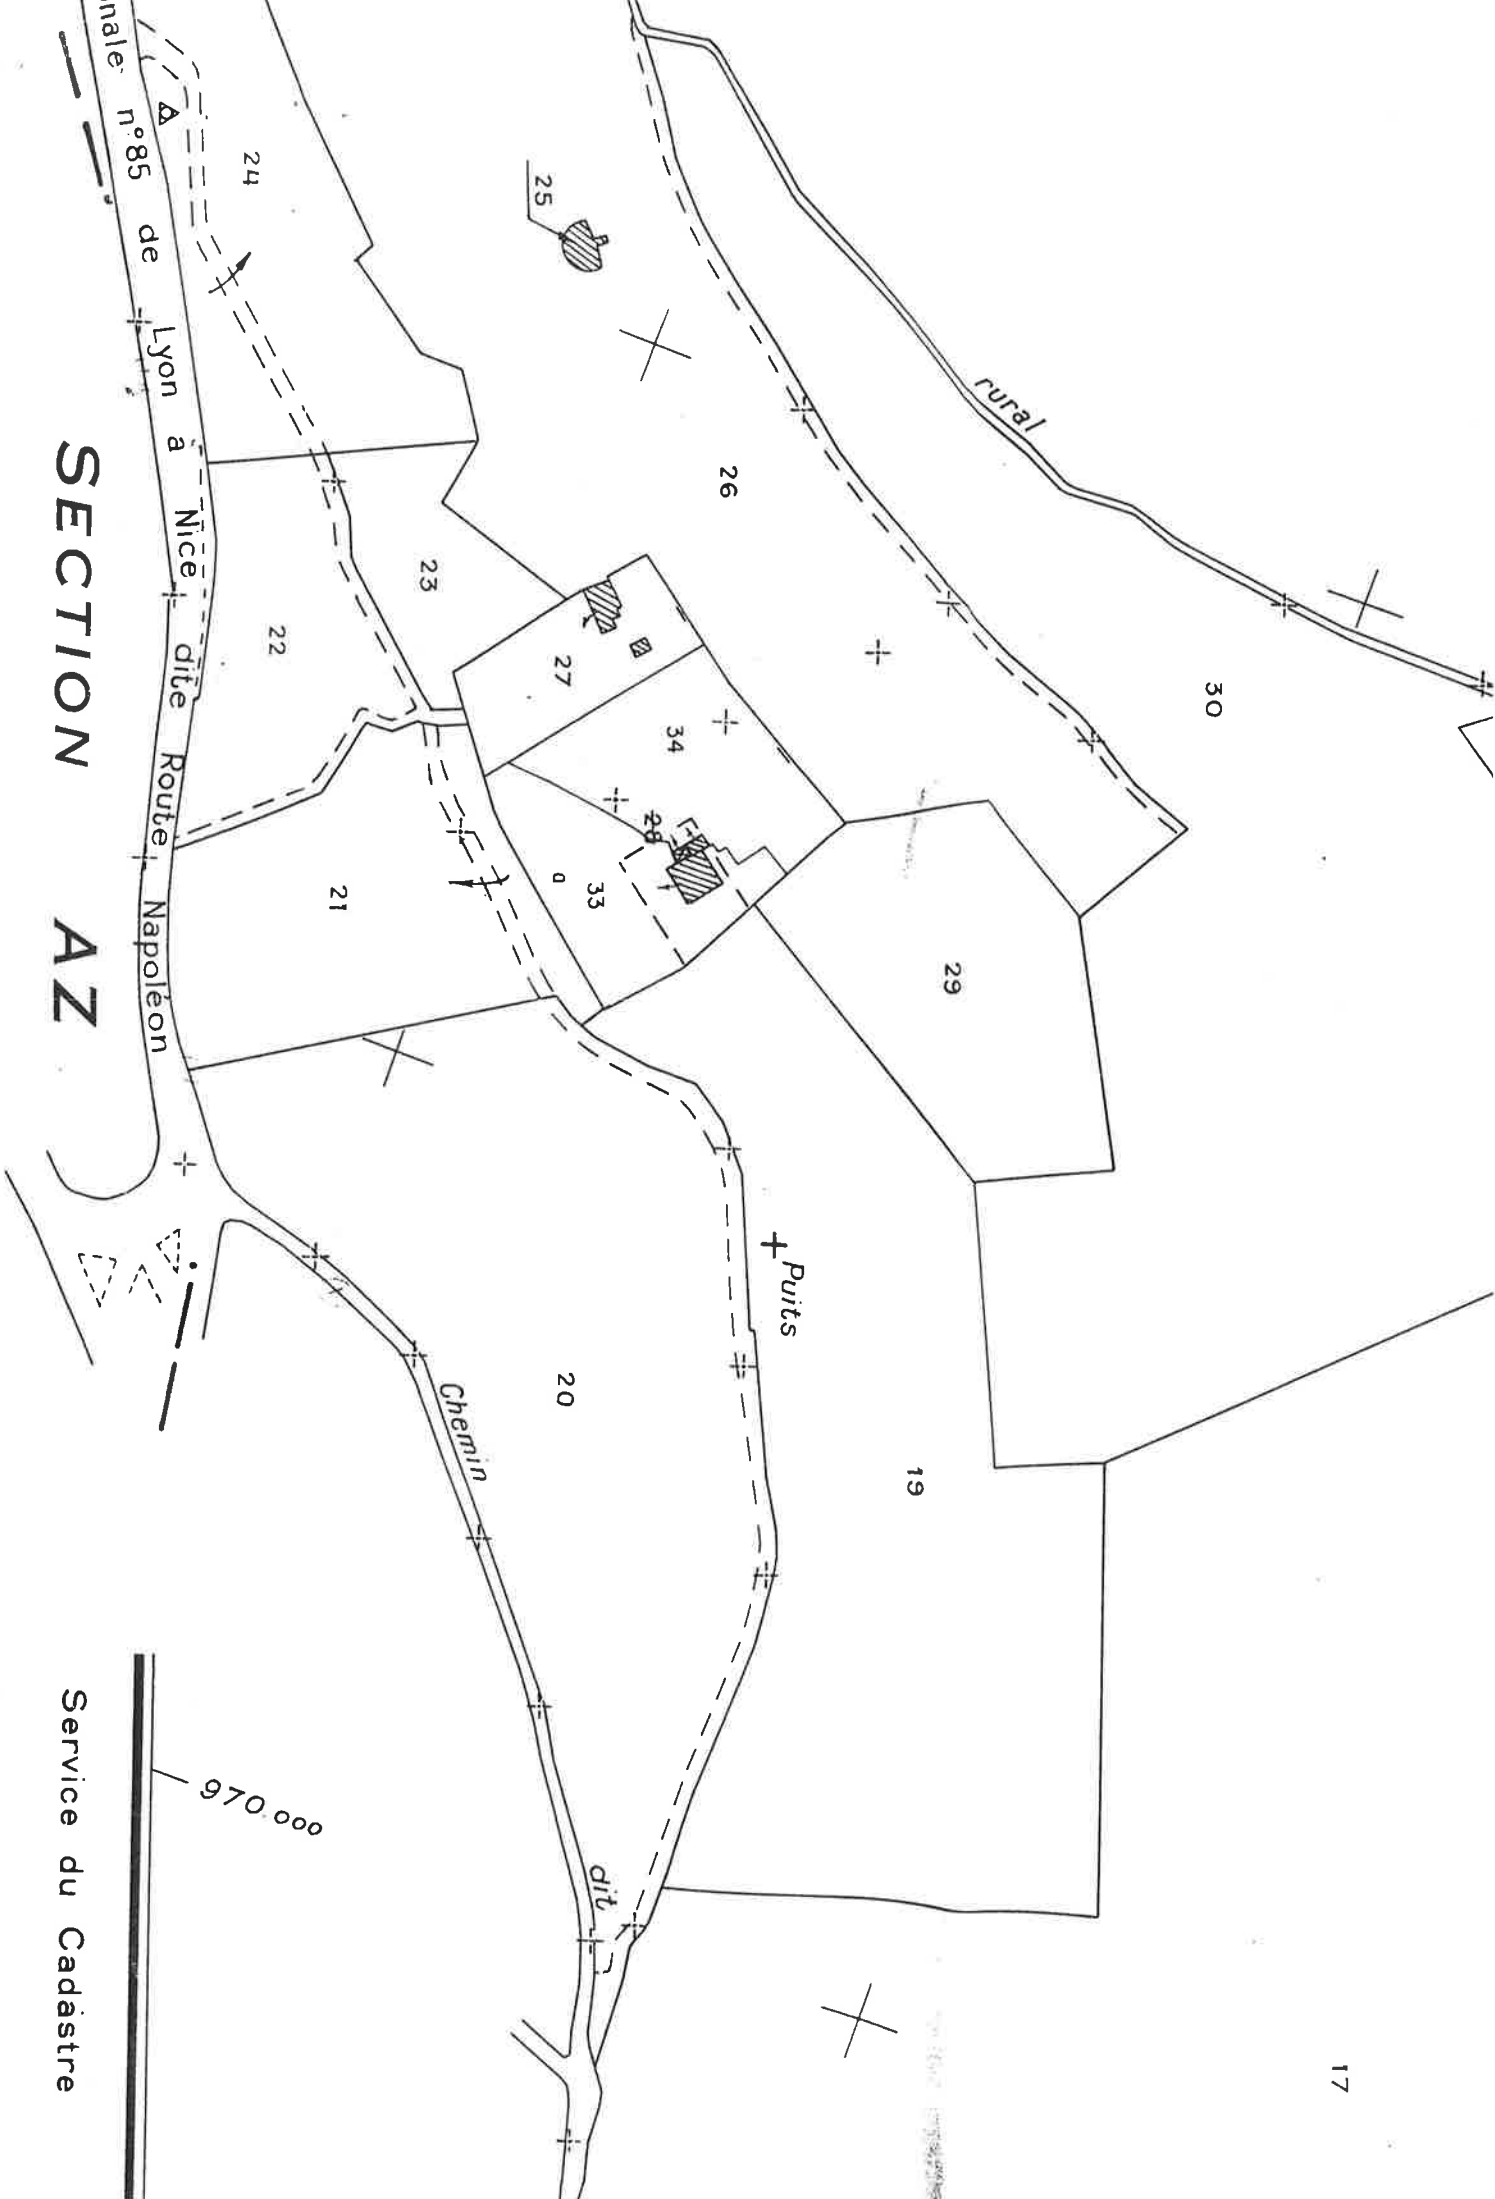 rural
30
17
26
29
19
Puits
25
34
28
27
33
a
23
20
24
22
21
Chemin
dit
nale n°85 de Lyon à Nice dite Route Napoléon
970.000
SECTION AZ
Service du Cadastre